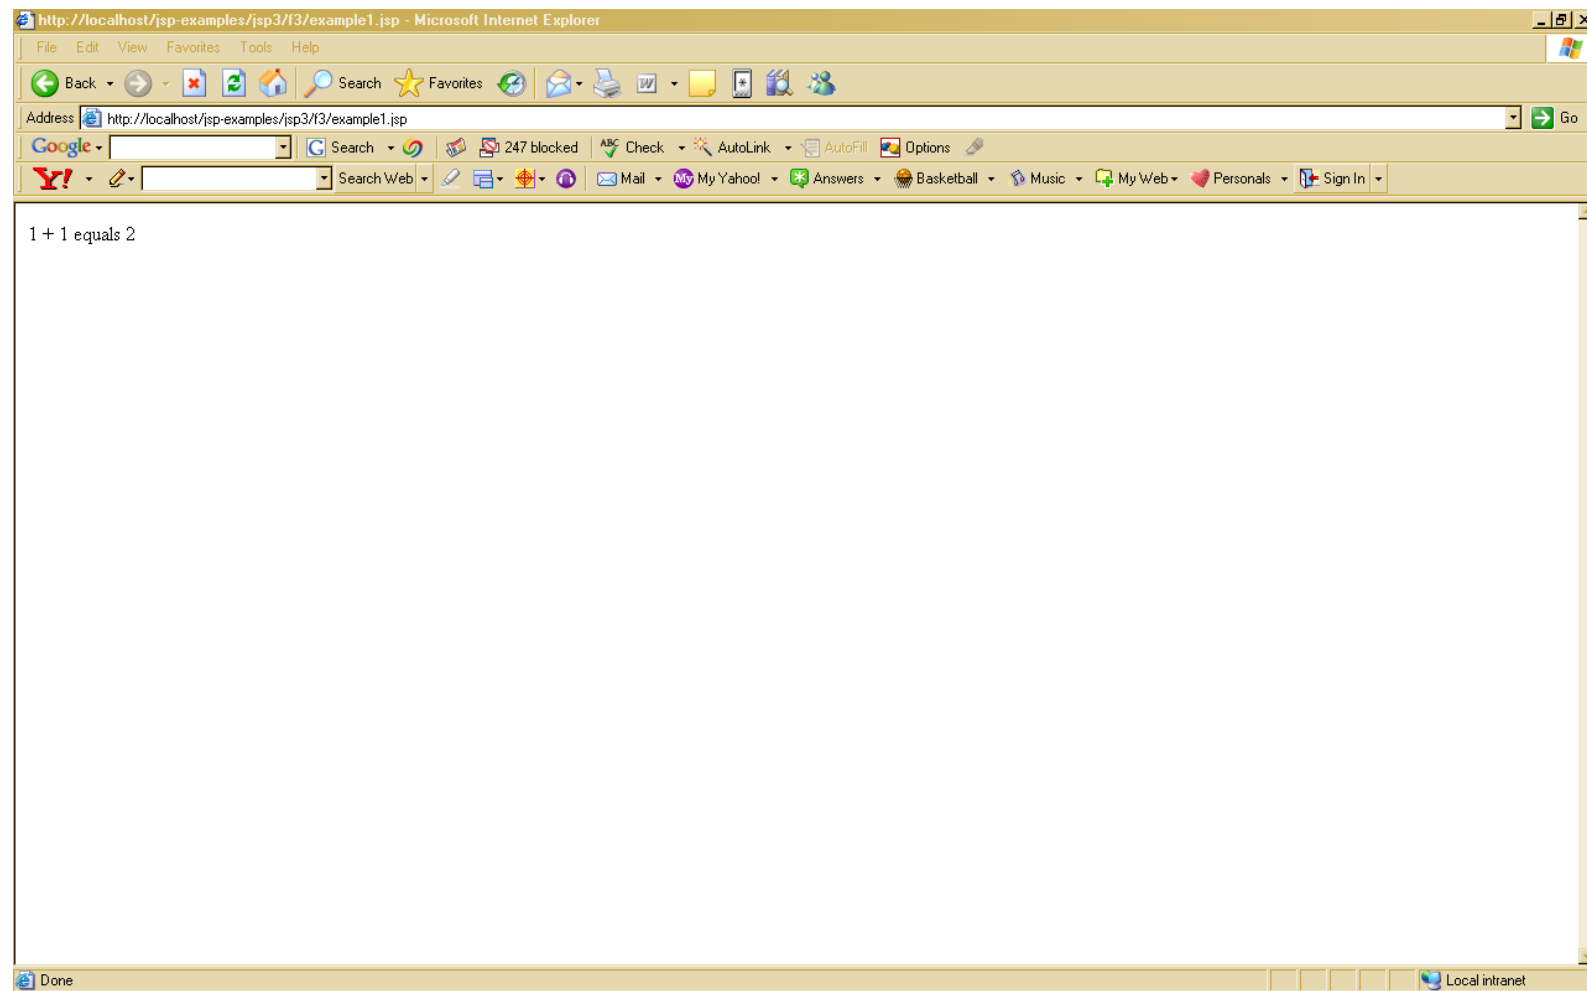 http://localhost/jsp-examples/jsp3/f3/example1.jsp - Microsoft Internet Explorer
File Edit View Favorites Tools Help
Back Search Favorites W
Address http://localhost/jsp-examples/jsp3/f3/example1.jsp Go
Google G Search 247 blocked ABC Check AutoLink AutoFill Options
Y! Search Web Mail My My Yahoo! Answers Basketball Music My Web Personals Sign In
1 + 1 equals 2
Done Local intranet